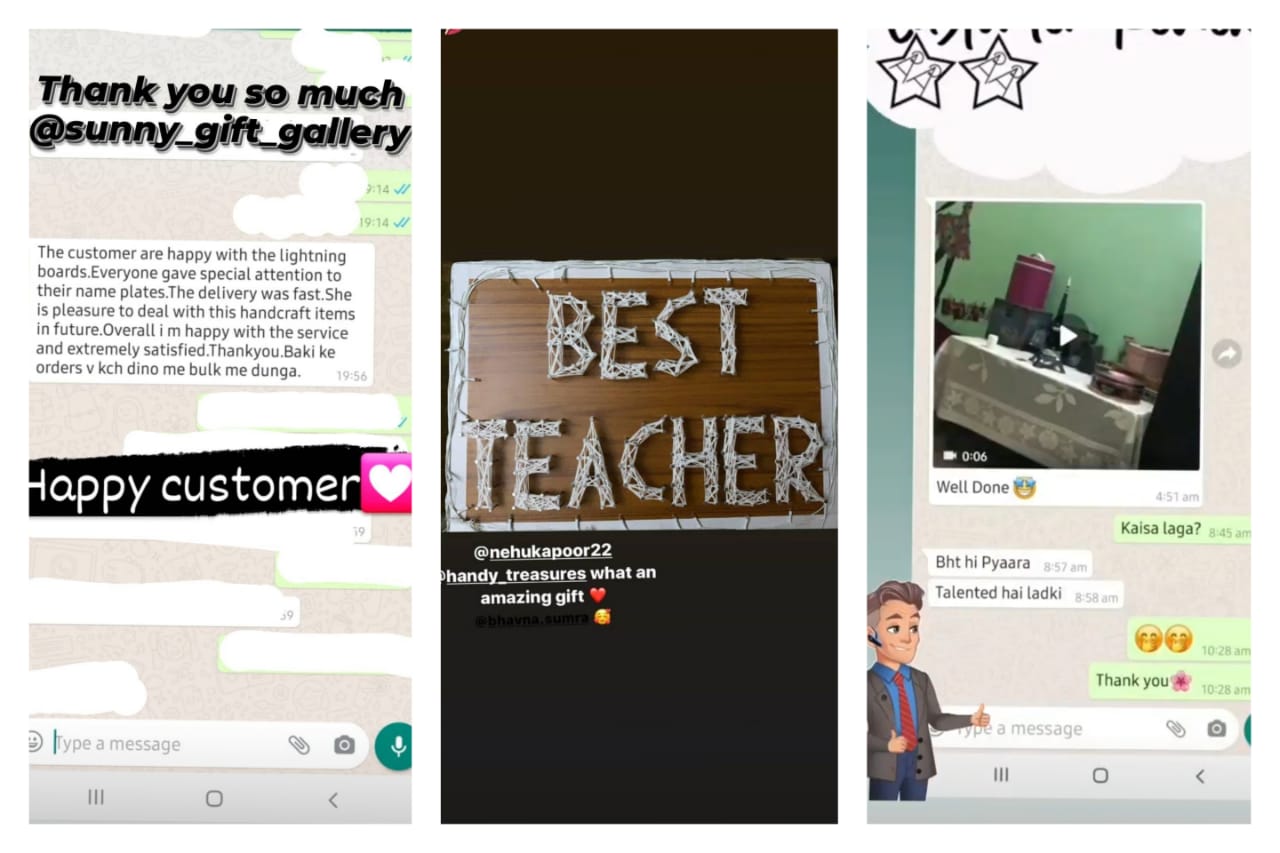 Thank you so much
@sunny_gift_gallery
9:14
19:14
The customer are happy with the lightning
boards.Everyone gave special attention to
their name plates.The delivery was fast.She
is pleasure to deal with this handcraft items
in future.Overall i m happy with the service
and extremely satisfied.Thankyou.Baki ke
orders v kch dino me bulk me dunga.
19:56
Happy customer
59
59
Type a message
BEST
TEACHER
@nehukapoor22
@handy_treasures what an
amazing gift
@bhavna.sumra
0:06
Well Done
4:51 am
Kaisa laga? 8:45 am
Bht hi Pyaara 8:57 am
Talented hai ladki 8:58 am
10:28 am
Thank you 10:28 am
Type a message